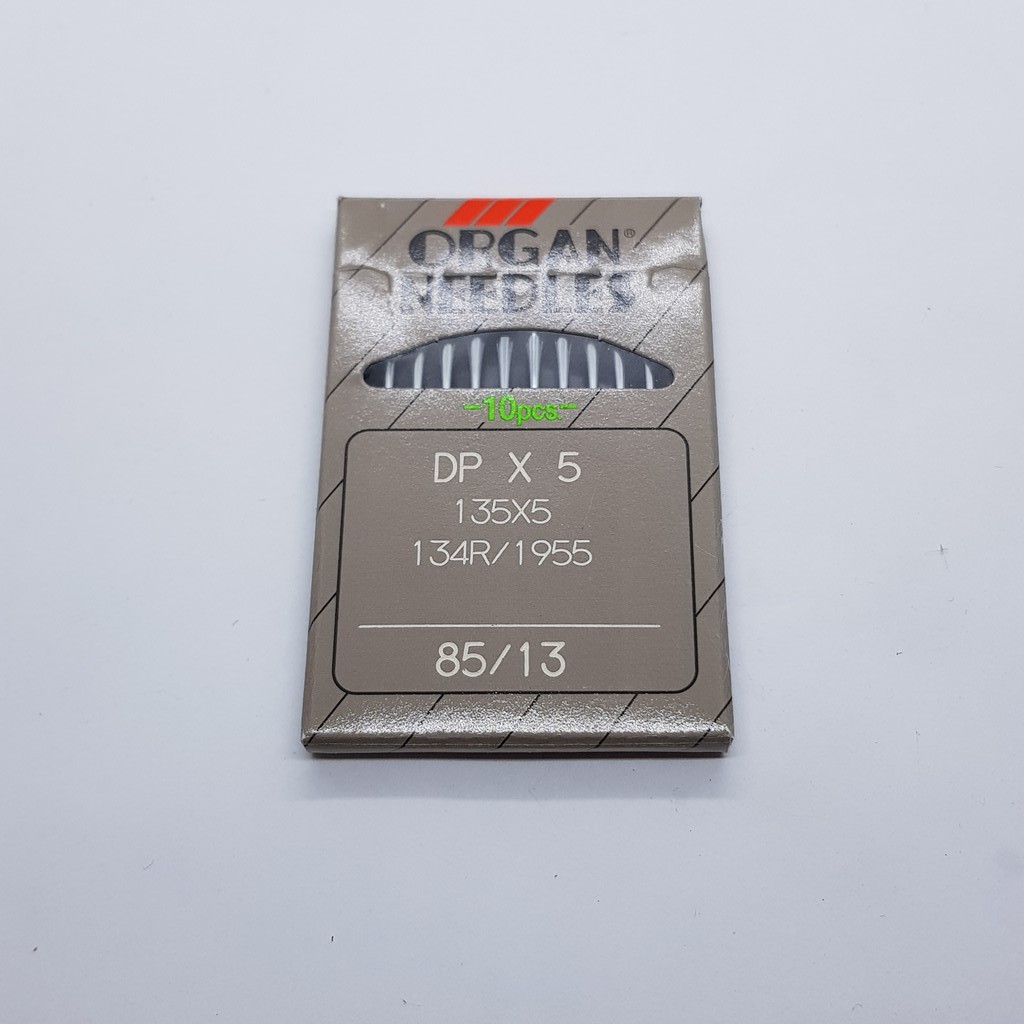 ORGAN®
NEEDLES
-10pcs.-
DP X 5
135X5
134R/1955
85/13